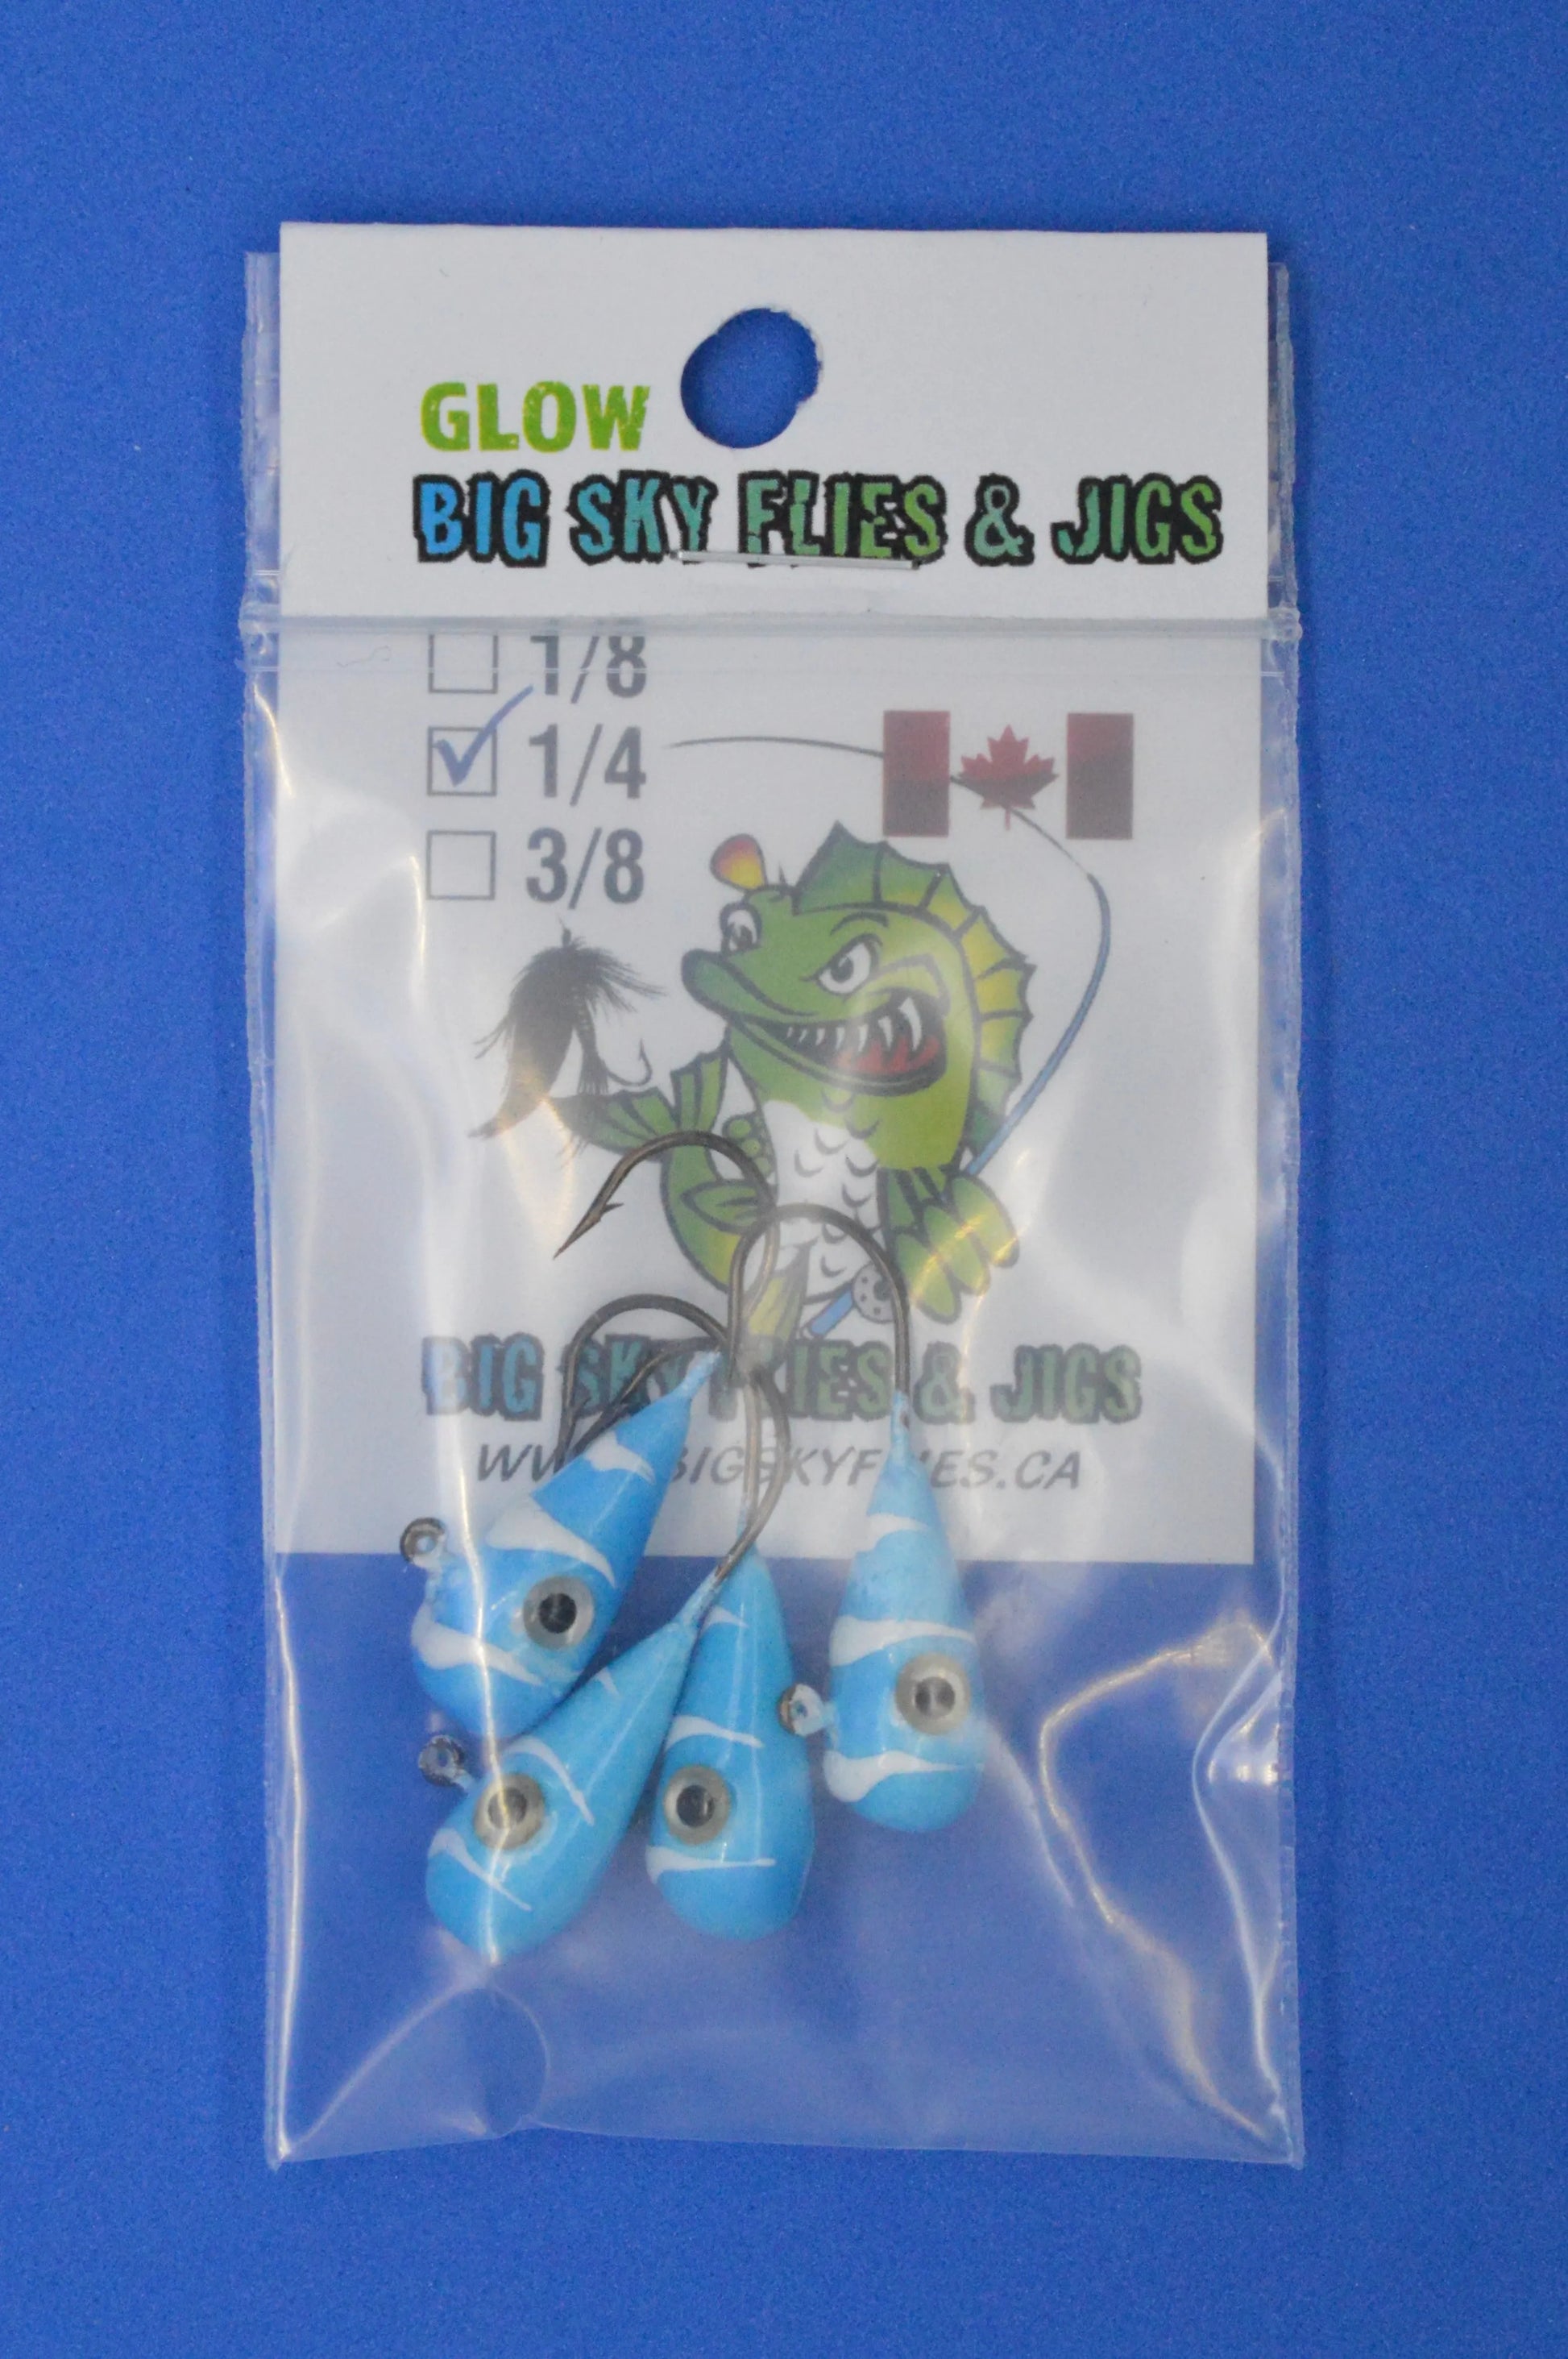 GLOW
BIG SKY FLIES & JIGS
1/8
1/4
3/8
BIG SKY FLIES & JIGS
WWW.BIGSKYFLIES.CA